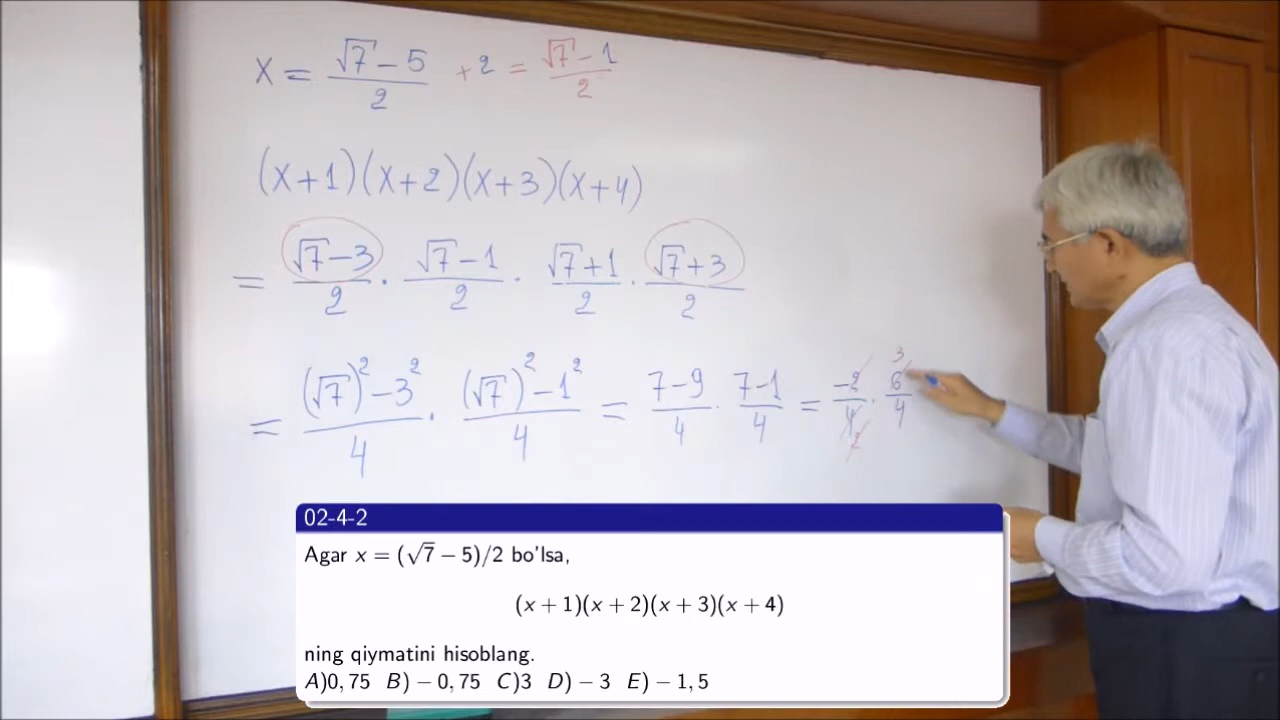 x = (√7 - 5)/2 + 2 = (√7 - 1)/2
(x+1)(x+2)(x+3)(x+4)
= (√7 - 3)/2 · (√7 - 1)/2 · (√7 + 1)/2 · (√7 + 3)/2
= ((√7)² - 3²)/4 · ((√7)² - 1²)/4 = (7-9)/4 · (7-1)/4 = -2/4 · 6/4
3
2
02-4-2
Agar x = (√7 − 5)/2 bo'lsa,
(x + 1)(x + 2)(x + 3)(x + 4)
ning qiymatini hisoblang.
A)0, 75 B) − 0, 75 C)3 D) − 3 E) − 1, 5